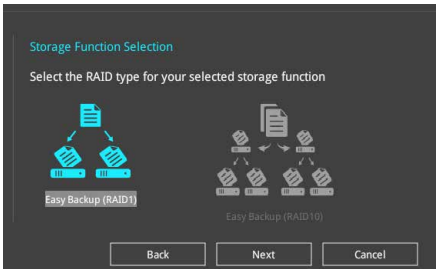 Storage Function Selection
Select the RAID type for your selected storage function
Easy Backup (RAID1)
Easy Backup (RAID10)
Back
Next
Cancel